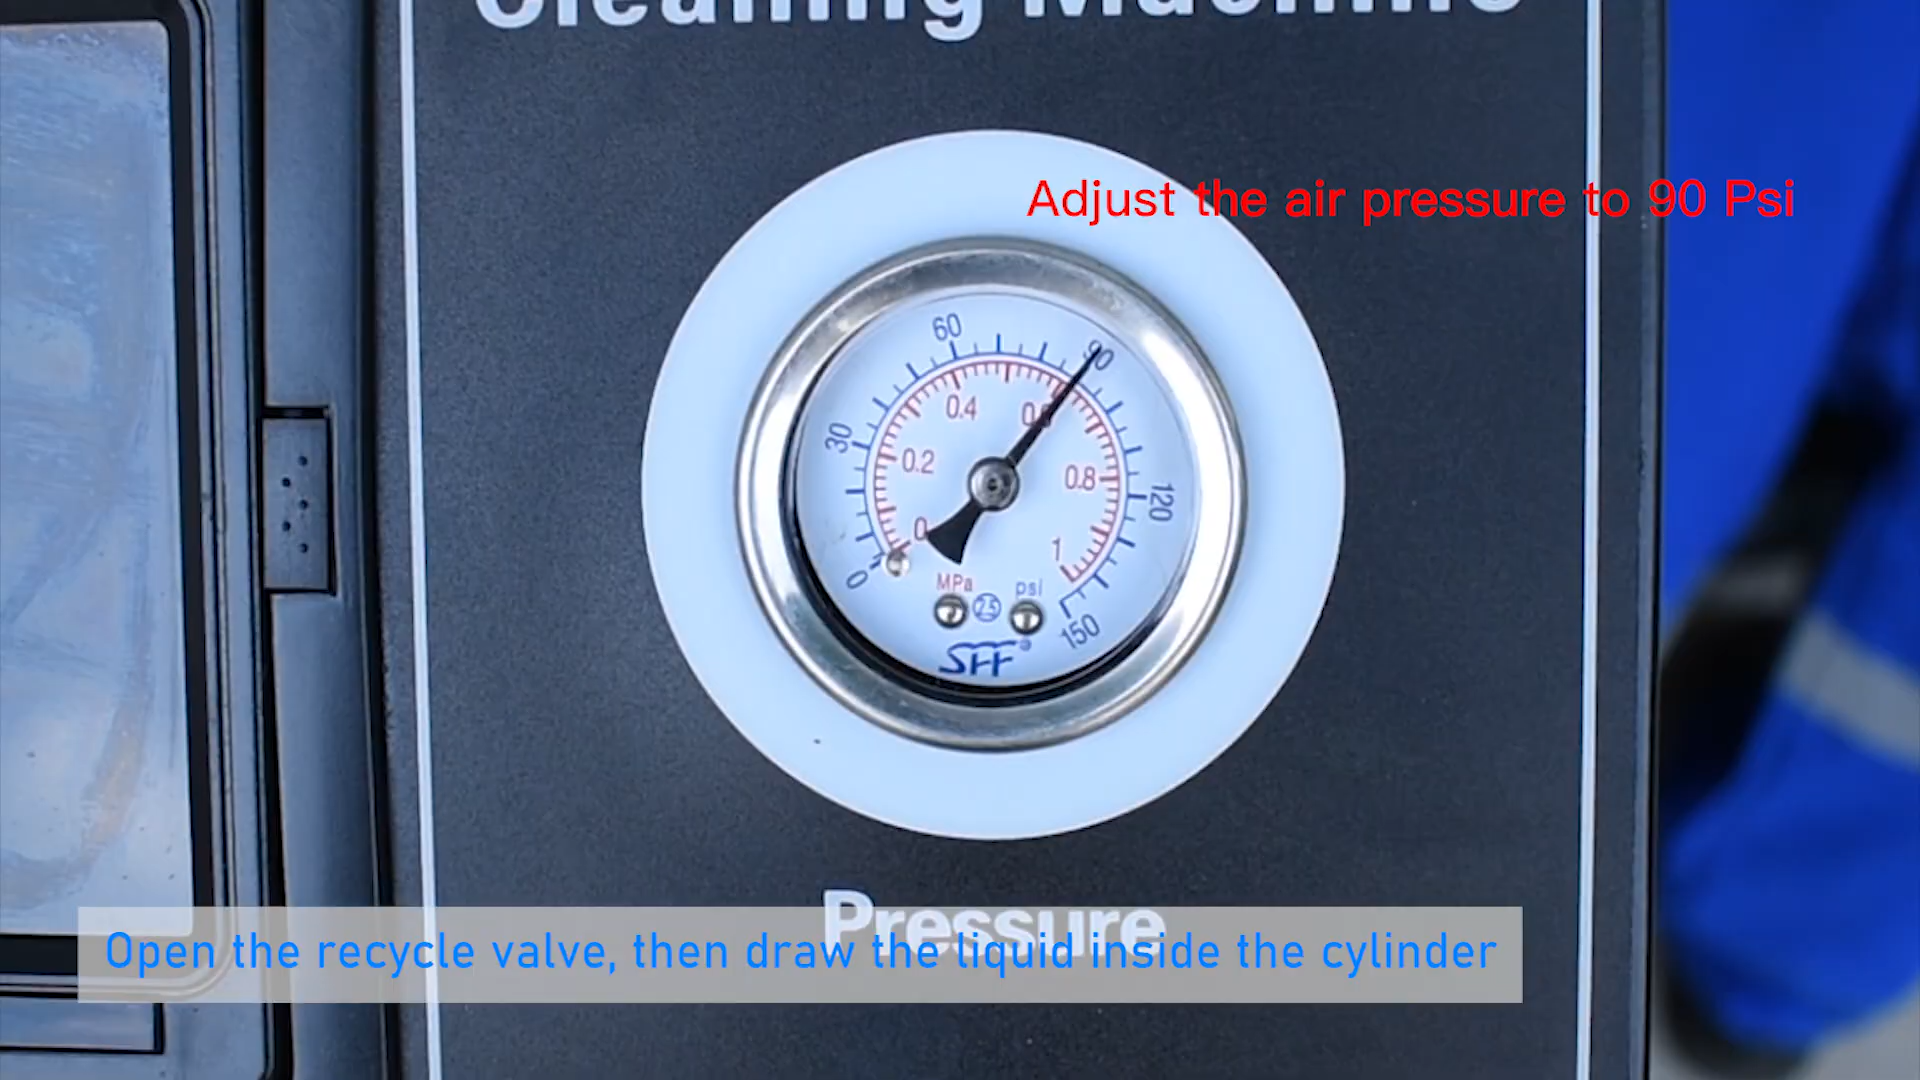 Cleaning Machine
Adjust the air pressure to 90 Psi
60
90
30
0.4
0.6
0.2
0.8
120
0
1
0
MPa
psi
2.5
150
SFF®
Pressure
Open the recycle valve, then draw the liquid inside the cylinder